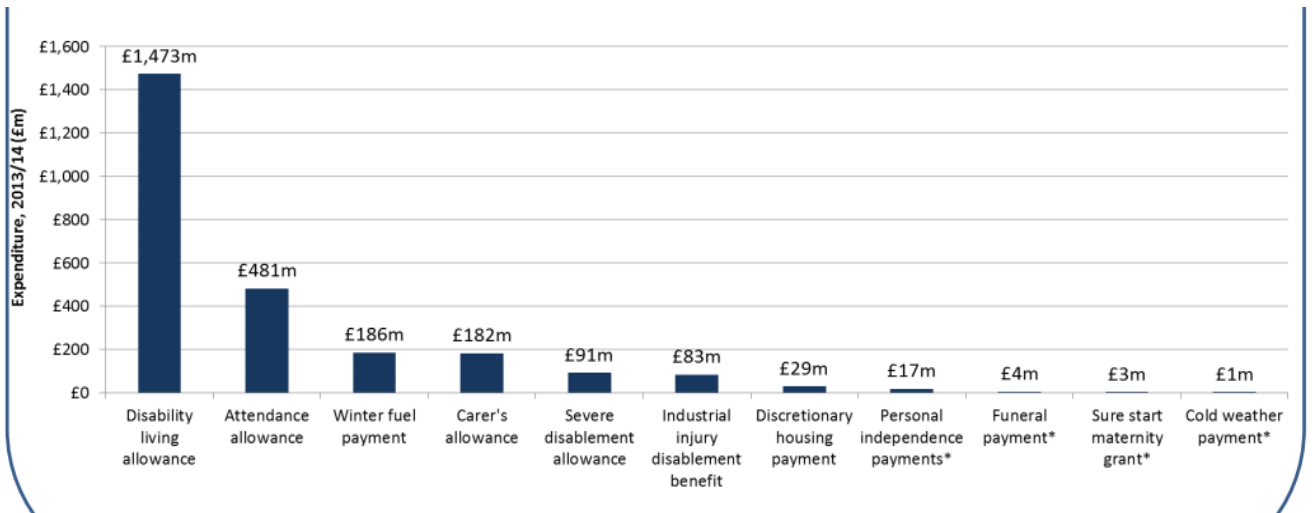 Expenditure, 2013/14 (£m)
£1,600
£1,400
£1,200
£1,000
£800
£600
£400
£200
£0
£1,473m
£481m
£186m
£182m
£91m
£83m
£29m
£17m
£4m
£3m
£1m
Disability
living
allowance
Attendance
allowance
Winter fuel
payment
Carer's
allowance
Severe
disablement
allowance
Industrial
injury
disablement
benefit
Discretionary
housing
payment
Personal
independence
payments*
Funeral
payment*
Sure start
maternity
grant*
Cold weather
payment*